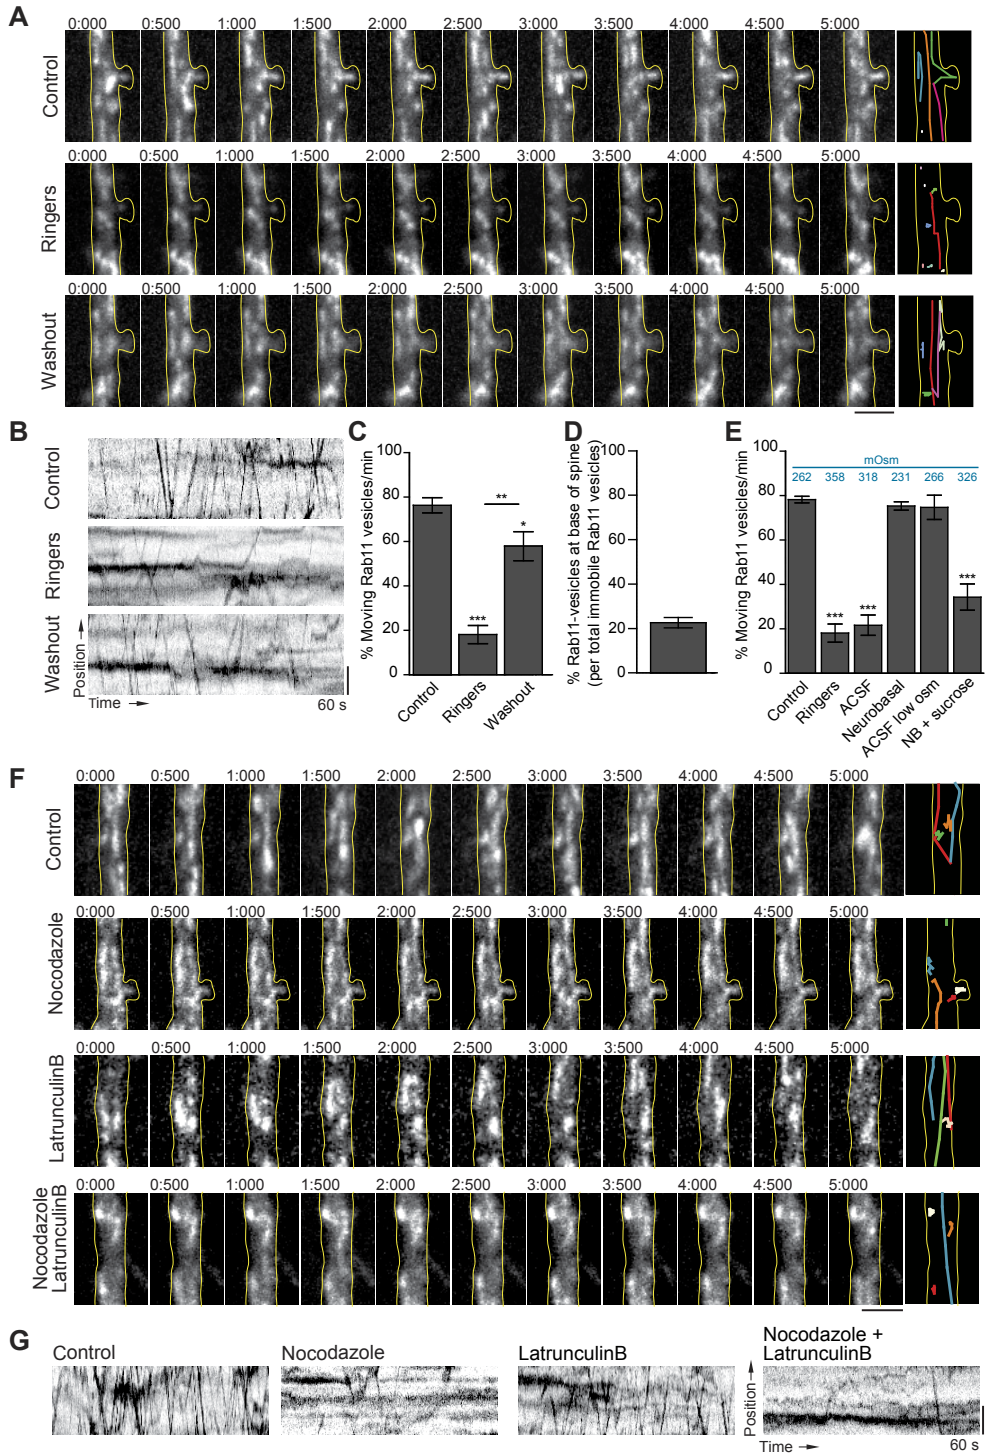 A
0:000 0:500 1:000 1:500 2:000 2:500 3:000 3:500 4:000 4:500 5:000
Control
0:000 0:500 1:000 1:500 2:000 2:500 3:000 3:500 4:000 4:500 5:000
Ringers
0:000 0:500 1:000 1:500 2:000 2:500 3:000 3:500 4:000 4:500 5:000
Washout
B
Control
Ringers
Washout
Position
Time
60 s
C
% Moving Rab11 vesicles/min
100
80
60
40
20
0
***
**
*
Control
Ringers
Washout
D
% Rab11-vesicles at base of spine
(per total immobile Rab11 vesicles)
100
80
60
40
20
0
E
% Moving Rab11 vesicles/min
100
80
60
40
20
0
mOsm
262 358 318 231 266 326
***
***
***
Control
Ringers
ACSF
Neurobasal
ACSF low osm
NB + sucrose
F
0:000 0:500 1:000 1:500 2:000 2:500 3:000 3:500 4:000 4:500 5:000
Control
0:000 0:500 1:000 1:500 2:000 2:500 3:000 3:500 4:000 4:500 5:000
Nocodazole
0:000 0:500 1:000 1:500 2:000 2:500 3:000 3:500 4:000 4:500 5:000
LatrunculinB
0:000 0:500 1:000 1:500 2:000 2:500 3:000 3:500 4:000 4:500 5:000
Nocodazole
LatrunculinB
G
Control
Nocodazole
LatrunculinB
Nocodazole +
LatrunculinB
Position
Time
60 s